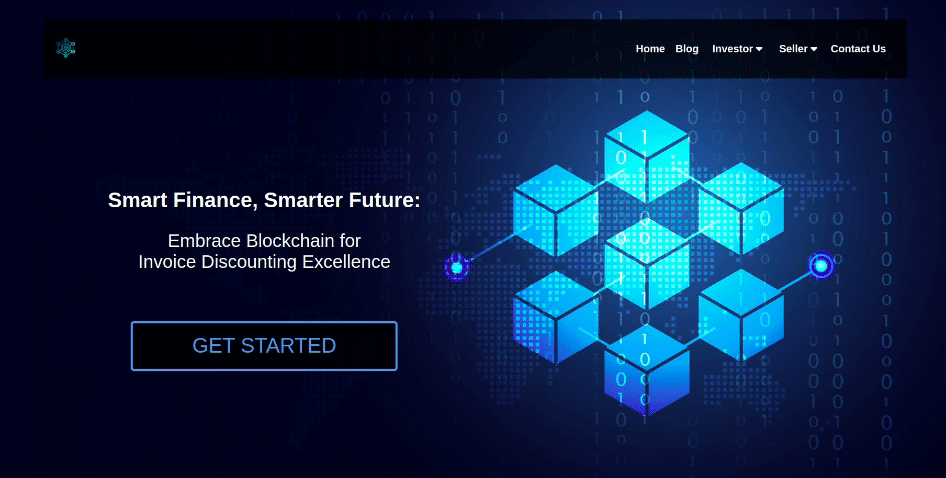 Home Blog Investor Seller Contact Us
Smart Finance, Smarter Future:
Embrace Blockchain for
Invoice Discounting Excellence
GET STARTED